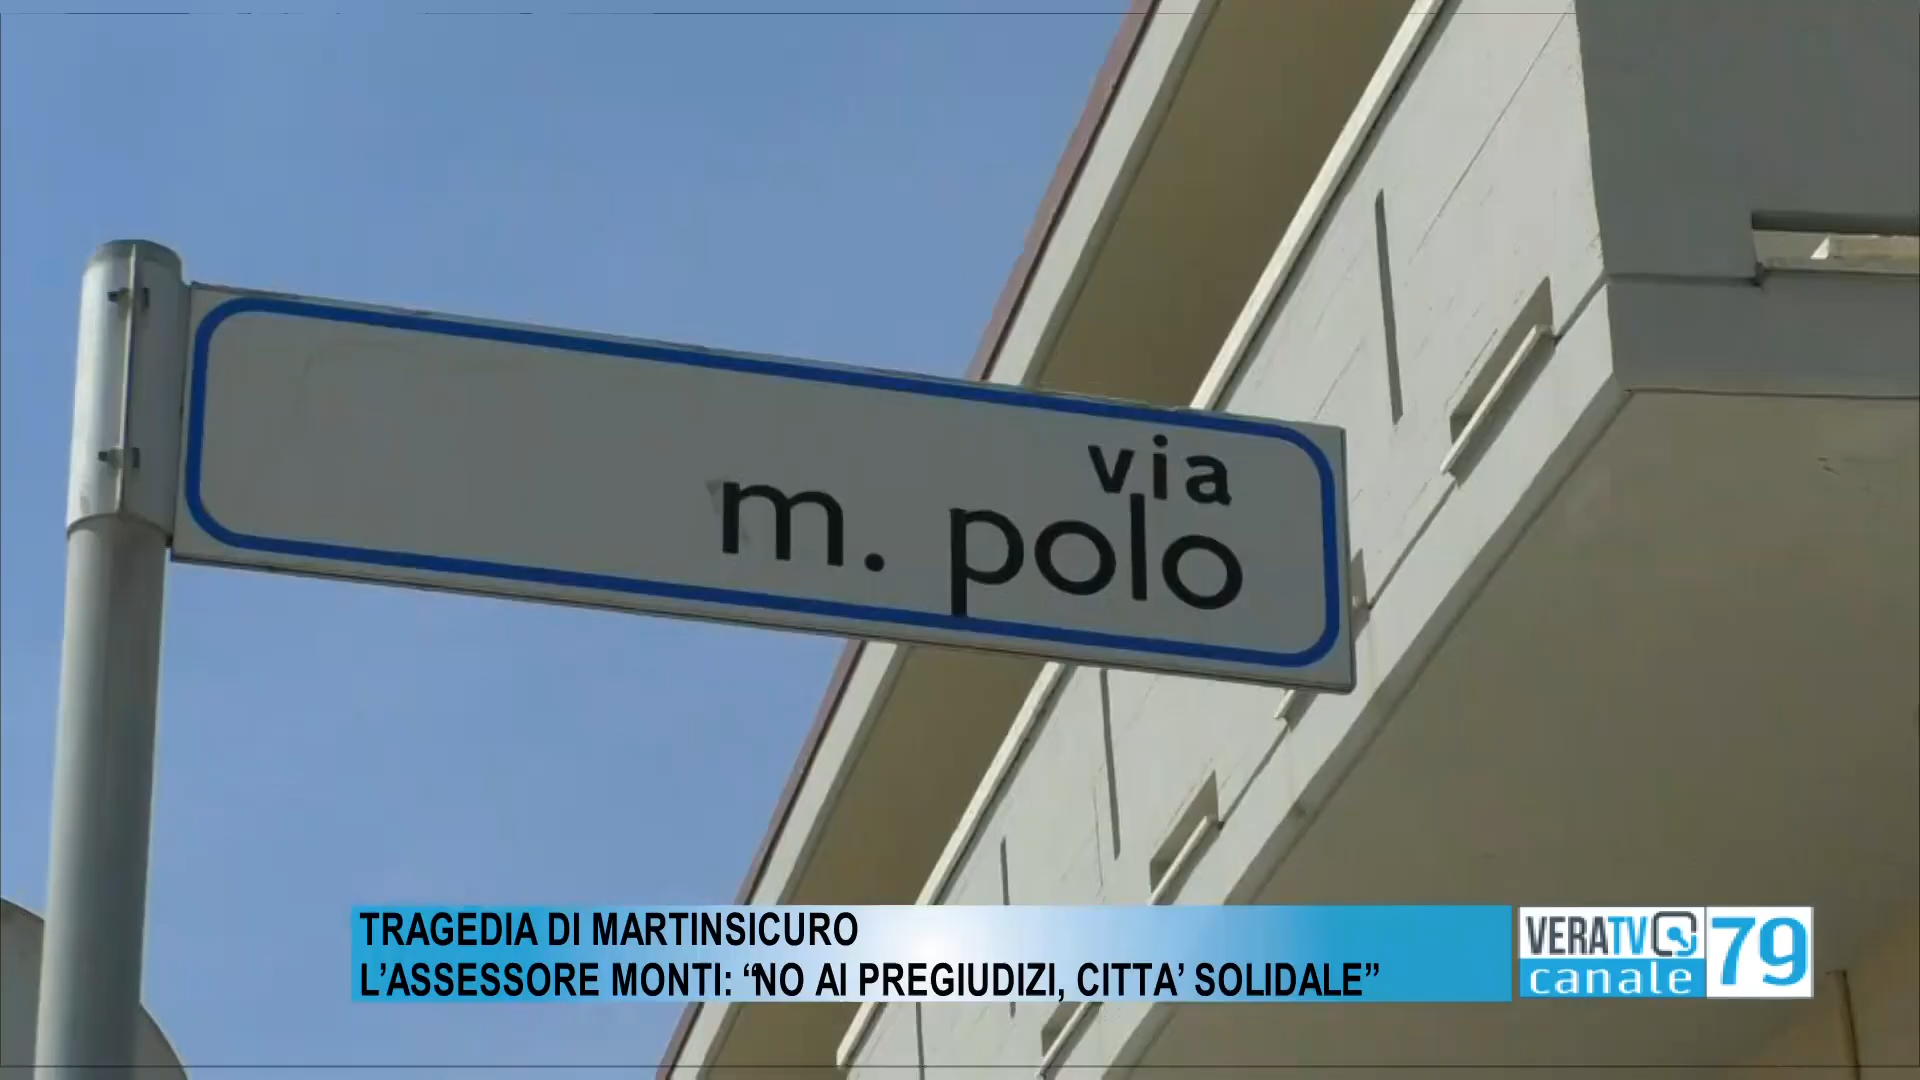 via
m. polo
TRAGEDIA DI MARTINSICURO
L'ASSESSORE MONTI: “NO AI PREGIUDIZI, CITTA' SOLIDALE”
VERATV
canale
79